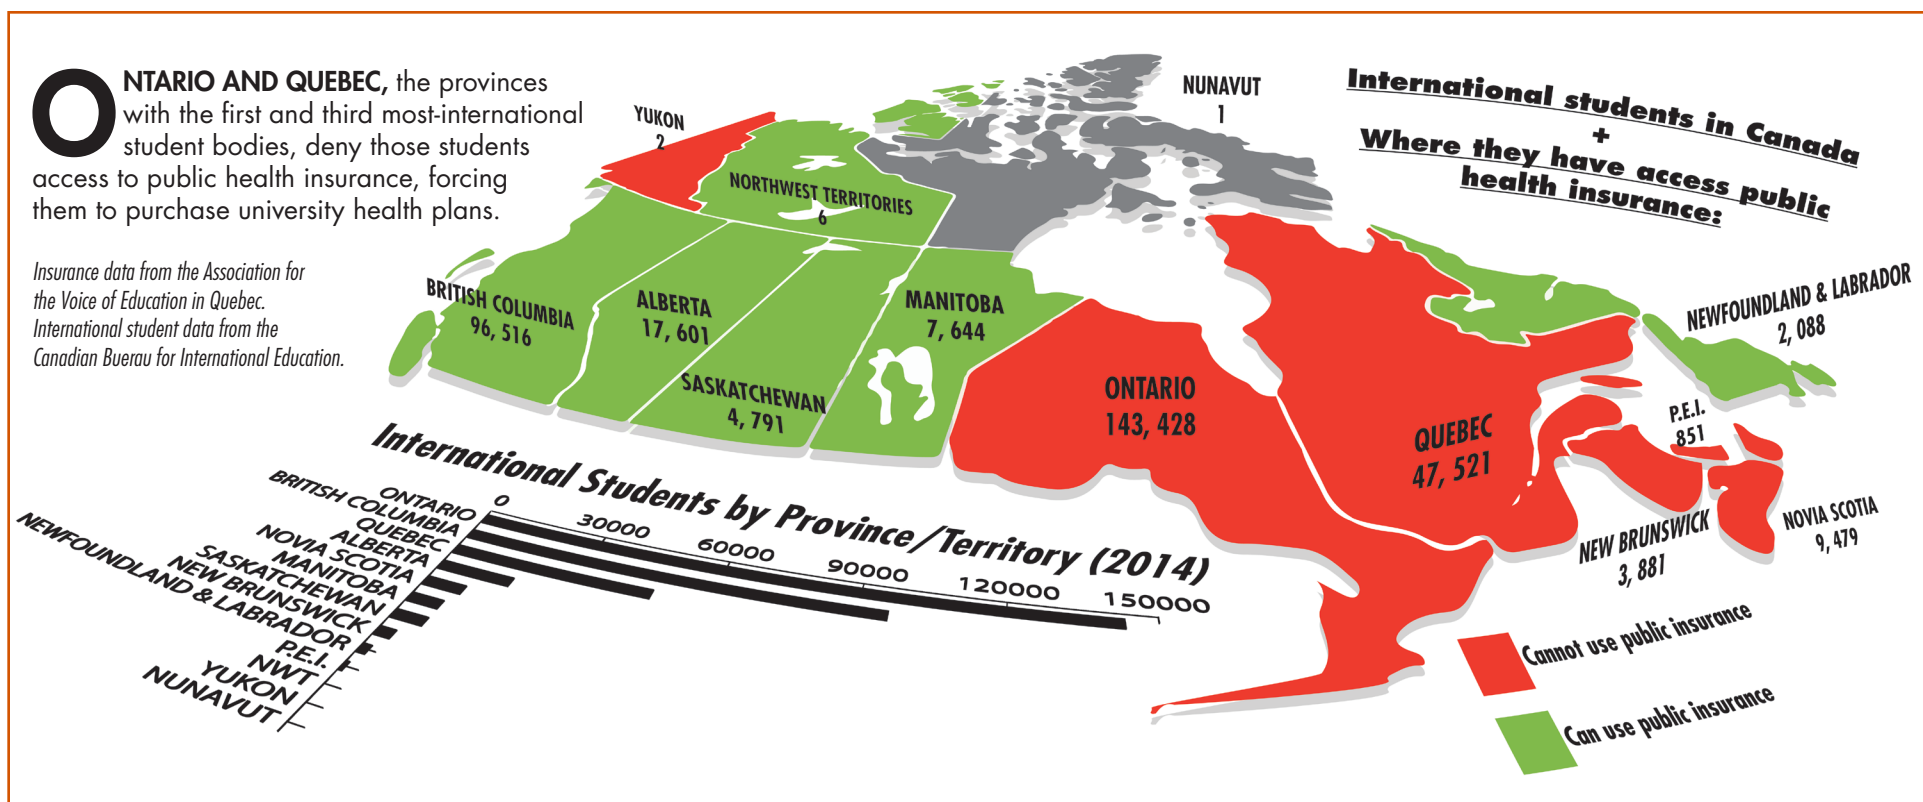 ONTARIO AND QUEBEC, the provinces
with the first and third most-international
student bodies, deny those students
access to public health insurance, forcing
them to purchase university health plans.
Insurance data from the Association for
the Voice of Education in Quebec.
International student data from the
Canadian Buerau for International Education.
International students in Canada
+
Where they have access public
health insurance:
YUKON
2
NORTHWEST TERRITORIES
6
NUNAVUT
1
BRITISH COLUMBIA
96, 516
ALBERTA
17, 601
SASKATCHEWAN
4, 791
MANITOBA
7, 644
ONTARIO
143, 428
QUEBEC
47, 521
NEWFOUNDLAND & LABRADOR
2, 088
P.E.I.
851
NEW BRUNSWICK
3, 881
NOVIA SCOTIA
9, 479
International Students by Province/Territory (2014)
0
30000
60000
90000
120000
150000
ONTARIO
BRITISH COLUMBIA
QUEBEC
ALBERTA
NOVIA SCOTIA
MANITOBA
SASKATCHEWAN
NEW BRUNSWICK
NEWFOUNDLAND & LABRADOR
P.E.I.
NWT
YUKON
NUNAVUT
Cannot use public insurance
Can use public insurance